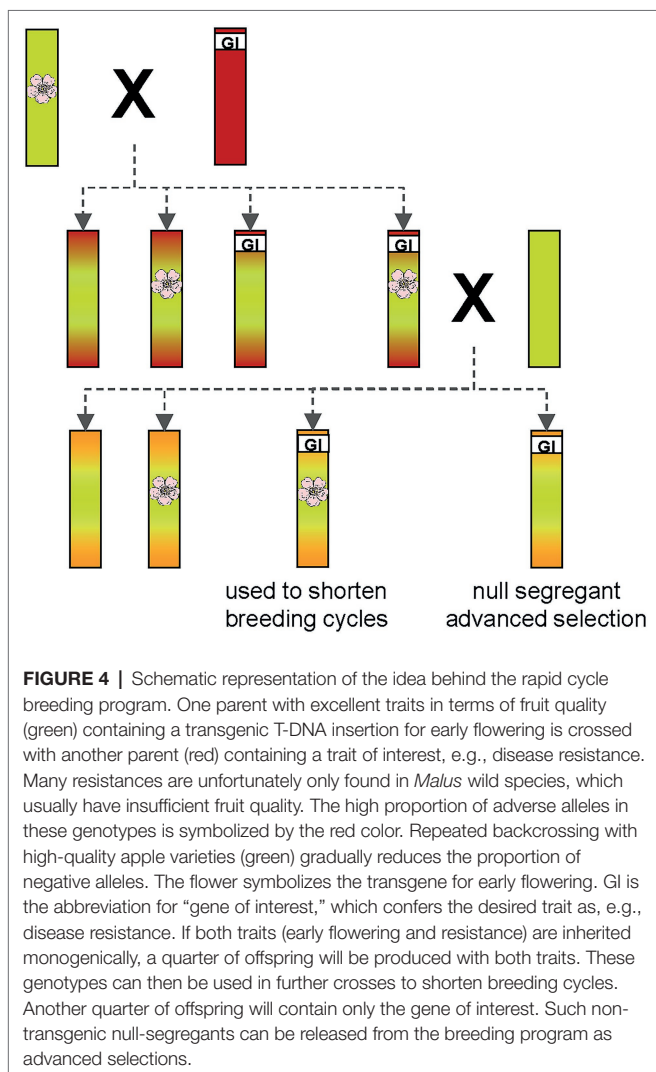 GI
X
GI
GI
X
GI
GI
used to shorten
breeding cycles
null segregant
advanced selection
FIGURE 4 | Schematic representation of the idea behind the rapid cycle
breeding program. One parent with excellent traits in terms of fruit quality
(green) containing a transgenic T-DNA insertion for early flowering is crossed
with another parent (red) containing a trait of interest, e.g., disease resistance.
Many resistances are unfortunately only found in Malus wild species, which
usually have insufficient fruit quality. The high proportion of adverse alleles in
these genotypes is symbolized by the red color. Repeated backcrossing with
high-quality apple varieties (green) gradually reduces the proportion of
negative alleles. The flower symbolizes the transgene for early flowering. GI is
the abbreviation for “gene of interest,” which confers the desired trait as, e.g.,
disease resistance. If both traits (early flowering and resistance) are inherited
monogenically, a quarter of offspring will be produced with both traits. These
genotypes can then be used in further crosses to shorten breeding cycles.
Another quarter of offspring will contain only the gene of interest. Such non-
transgenic null-segregants can be released from the breeding program as
advanced selections.